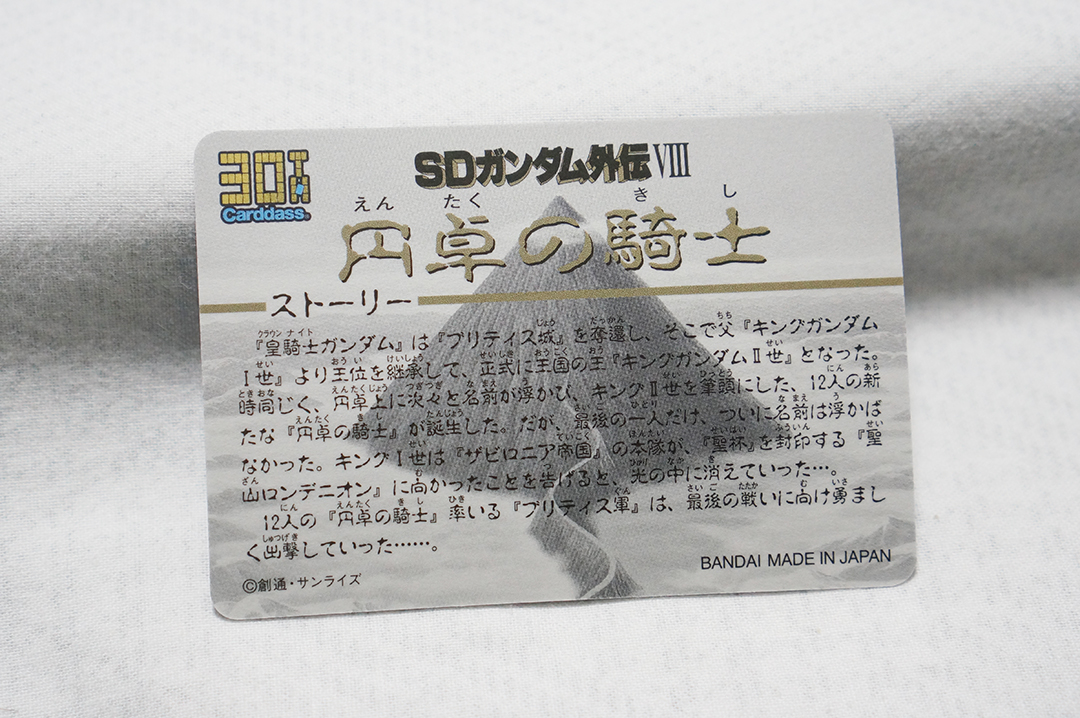 30TH
Carddass®
SDガンダム外伝Ⅷ
えん たく き し
円卓の騎士
ストーリー
『皇騎士ガンダム』は『ブリティス城』を奪還し、そこで父『キングガンダム
Ⅰ世』より王位を継承して、正式に王国の王『キングガンダムⅡ世』となった。
時同じく、円卓上に次々と名前が浮かび、キングⅡ世を筆頭にした、12人の新
たな『円卓の騎士』が誕生した。だが、最後の一人だけ、ついに名前は浮かば
なかった。キングⅠ世は『ザビロニア帝国』の本隊が、『聖杯』を封印する『聖
山ロンデニオン』に向かったことを告げると、光の中に消えていった…。
12人の『円卓の騎士』率いる『ブリティス軍』は、最後の戦いに向け勇まし
く出撃していった……。
©創通・サンライズ
BANDAI MADE IN JAPAN